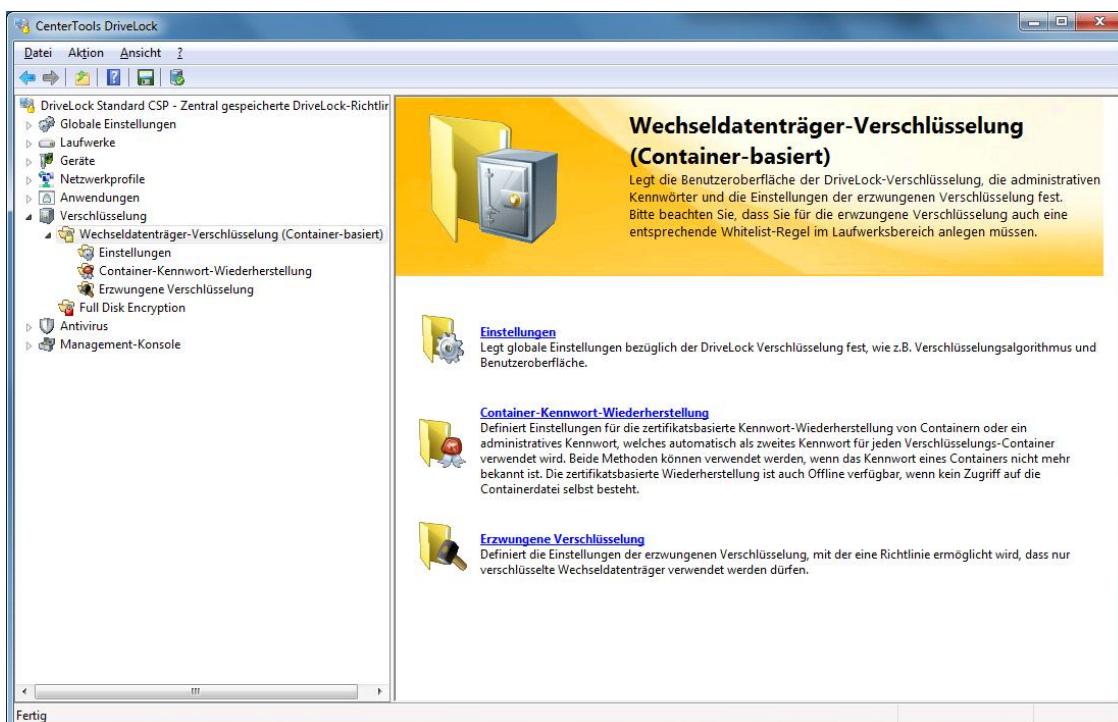 CenterTools DriveLock
Datei Aktion Ansicht ?
DriveLock Standard CSP - Zentral gespeicherte DriveLock-Richtlir
Globale Einstellungen
Laufwerke
Geräte
Netzwerkprofile
Anwendungen
Verschlüsselung
Wechseldatenträger-Verschlüsselung (Container-basiert)
Einstellungen
Container-Kennwort-Wiederherstellung
Erzwungene Verschlüsselung
Full Disk Encryption
Antivirus
Management-Konsole
Wechseldatenträger-Verschlüsselung
(Container-basiert)
Legt die Benutzeroberfläche der DriveLock-Verschlüsselung, die administrativen
Kennwörter und die Einstellungen der erzwungenen Verschlüsselung fest.
Bitte beachten Sie, dass Sie für die erwzungene Verschlüsselung auch eine
entsprechende Whitelist-Regel im Laufwerksbereich anlegen müssen.
Einstellungen
Legt globale Einstellungen bezüglich der DriveLock Verschlüsselung fest, wie z.B. Verschlüsselungsalgorithmus und
Benutzeroberfläche.
Container-Kennwort-Wiederherstellung
Definiert Einstellungen für die zertifikatsbasierte Kennwort-Wiederherstellung von Containern oder ein
administratives Kennwort, welches automatisch als zweites Kennwort für jeden Verschlüsselungs-Container
verwendet wird. Beide Methoden können verwendet werden, wenn das Kennwort eines Containers nicht mehr
bekannt ist. Die zertifikatsbasierte Wiederherstellung ist auch Offline verfügbar, wenn kein Zugriff auf die
Containerdatei selbst besteht.
Erzwungene Verschlüsselung
Definiert die Einstellungen der erzwungenen Verschlüsselung, mit der eine Richtlinie ermöglicht wird, dass nur
verschlüsselte Wechseldatenträger verwendet werden dürfen.
Fertig